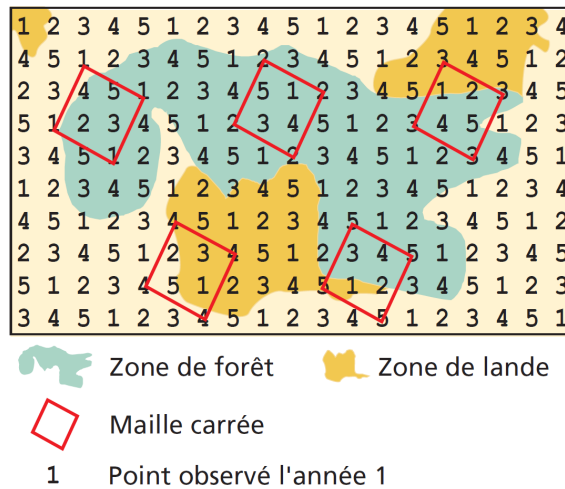 1 2 3 4 5 1 2 3 4 5 1 2 3 4 5 1 2 3 4
4 5 1 2 3 4 5 1 2 3 4 5 1 2 3 4 5 1 2
2 3 4 5 1 2 3 4 5 1 2 3 4 5 1 2 3 4 5
5 1 2 3 4 5 1 2 3 4 5 1 2 3 4 5 1 2 3
3 4 5 1 2 3 4 5 1 2 3 4 5 1 2 3 4 5 1
1 2 3 4 5 1 2 3 4 5 1 2 3 4 5 1 2 3 4
4 5 1 2 3 4 5 1 2 3 4 5 1 2 3 4 5 1 2
2 3 4 5 1 2 3 4 5 1 2 3 4 5 1 2 3 4 5
5 1 2 3 4 5 1 2 3 4 5 1 2 3 4 5 1 2 3
3 4 5 1 2 3 4 5 1 2 3 4 5 1 2 3 4 5 1
Zone de forêt Zone de lande
Maille carrée
1 Point observé l'année 1